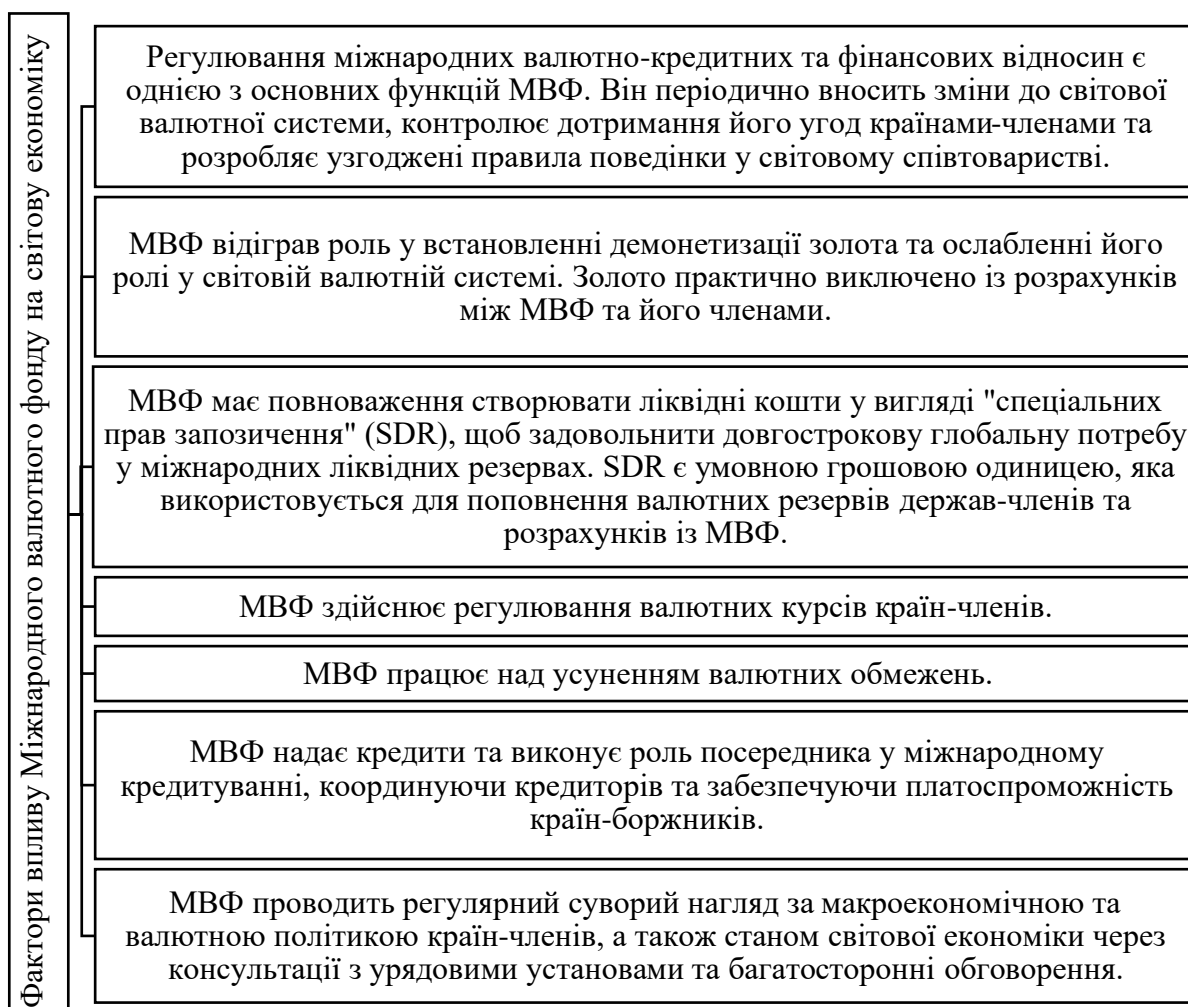 Фактори впливу Міжнародного валютного фонду на світову економіку
Регулювання міжнародних валютно-кредитних та фінансових відносин є
однією з основних функцій МВФ. Він періодично вносить зміни до світової
валютної системи, контролює дотримання його угод країнами-членами та
розробляє узгоджені правила поведінки у світовому співтоваристві.
МВФ відіграв роль у встановленні демонетизації золота та ослабленні його
ролі у світовій валютній системі. Золото практично виключено із розрахунків
між МВФ та його членами.
МВФ має повноваження створювати ліквідні кошти у вигляді "спеціальних
прав запозичення" (SDR), щоб задовольнити довгострокову глобальну потребу
у міжнародних ліквідних резервах. SDR є умовною грошовою одиницею, яка
використовується для поповнення валютних резервів держав-членів та
розрахунків із МВФ.
МВФ здійснює регулювання валютних курсів країн-членів.
МВФ працює над усуненням валютних обмежень.
МВФ надає кредити та виконує роль посередника у міжнародному
кредитуванні, координуючи кредиторів та забезпечуючи платоспроможність
країн-боржників.
МВФ проводить регулярний суворий нагляд за макроекономічною та
валютною політикою країн-членів, а також станом світової економіки через
консультації з урядовими установами та багатосторонні обговорення.